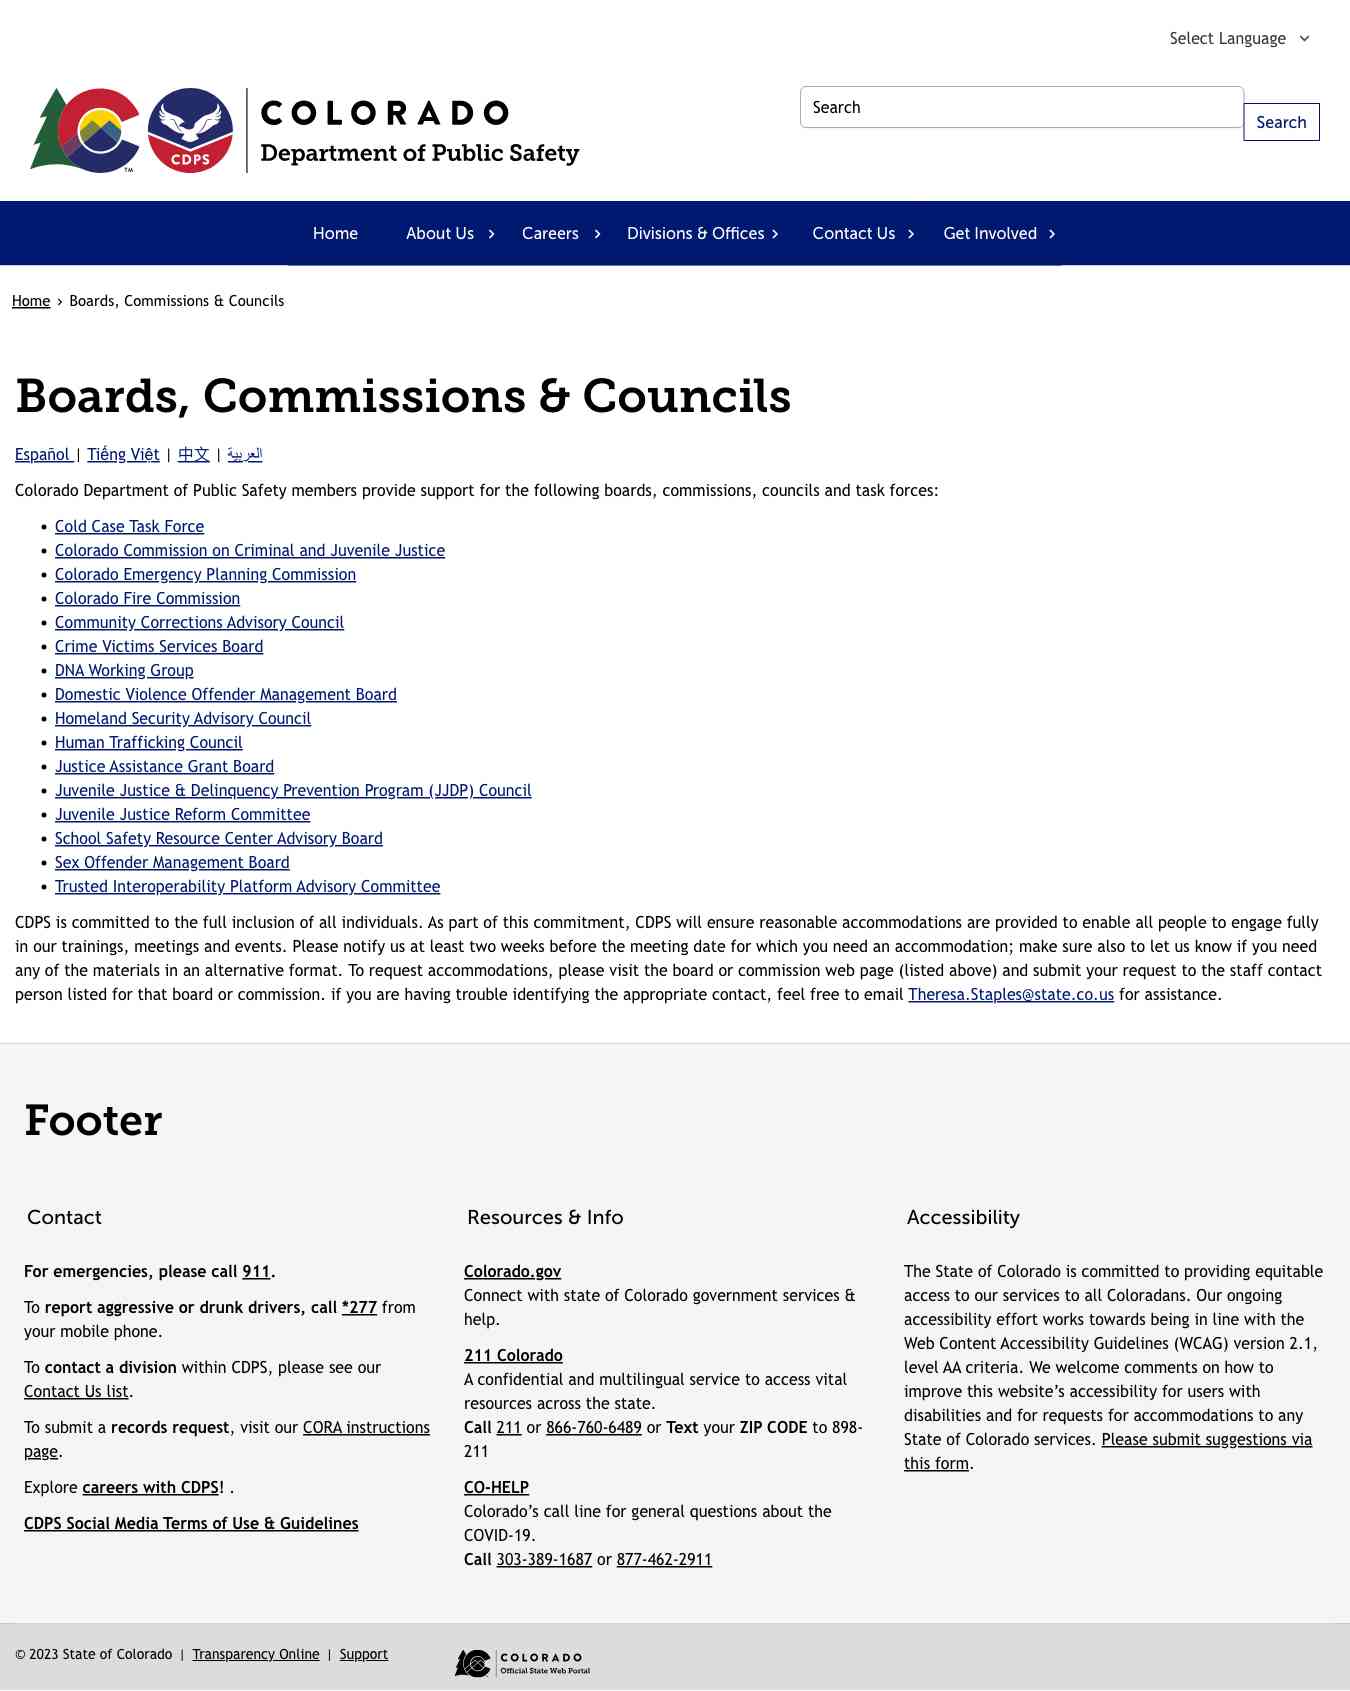 Select Language
CDPS
TM
COLORADO
Department of Public Safety
Search
Search
Home
About Us
Careers
Divisions & Offices
Contact Us
Get Involved
Home › Boards, Commissions & Councils
Boards, Commissions & Councils
Español | Tiếng Việt | 中文 | العربية
Colorado Department of Public Safety members provide support for the following boards, commissions, councils and task forces:
• Cold Case Task Force
• Colorado Commission on Criminal and Juvenile Justice
• Colorado Emergency Planning Commission
• Colorado Fire Commission
• Community Corrections Advisory Council
• Crime Victims Services Board
• DNA Working Group
• Domestic Violence Offender Management Board
• Homeland Security Advisory Council
• Human Trafficking Council
• Justice Assistance Grant Board
• Juvenile Justice & Delinquency Prevention Program (JJDP) Council
• Juvenile Justice Reform Committee
• School Safety Resource Center Advisory Board
• Sex Offender Management Board
• Trusted Interoperability Platform Advisory Committee
CDPS is committed to the full inclusion of all individuals. As part of this commitment, CDPS will ensure reasonable accommodations are provided to enable all people to engage fully
in our trainings, meetings and events. Please notify us at least two weeks before the meeting date for which you need an accommodation; make sure also to let us know if you need
any of the materials in an alternative format. To request accommodations, please visit the board or commission web page (listed above) and submit your request to the staff contact
person listed for that board or commission. if you are having trouble identifying the appropriate contact, feel free to email Theresa.Staples@state.co.us for assistance.
Footer
Contact
For emergencies, please call 911.
To report aggressive or drunk drivers, call *277 from
your mobile phone.
To contact a division within CDPS, please see our
Contact Us list.
To submit a records request, visit our CORA instructions
page.
Explore careers with CDPS! .
CDPS Social Media Terms of Use & Guidelines
Resources & Info
Colorado.gov
Connect with state of Colorado government services &
help.
211 Colorado
A confidential and multilingual service to access vital
resources across the state.
Call 211 or 866-760-6489 or Text your ZIP CODE to 898-
211
CO-HELP
Colorado’s call line for general questions about the
COVID-19.
Call 303-389-1687 or 877-462-2911
Accessibility
The State of Colorado is committed to providing equitable
access to our services to all Coloradans. Our ongoing
accessibility effort works towards being in line with the
Web Content Accessibility Guidelines (WCAG) version 2.1,
level AA criteria. We welcome comments on how to
improve this website’s accessibility for users with
disabilities and for requests for accommodations to any
State of Colorado services. Please submit suggestions via
this form.
© 2023 State of Colorado | Transparency Online | Support
COLORADO
Official State Web Portal